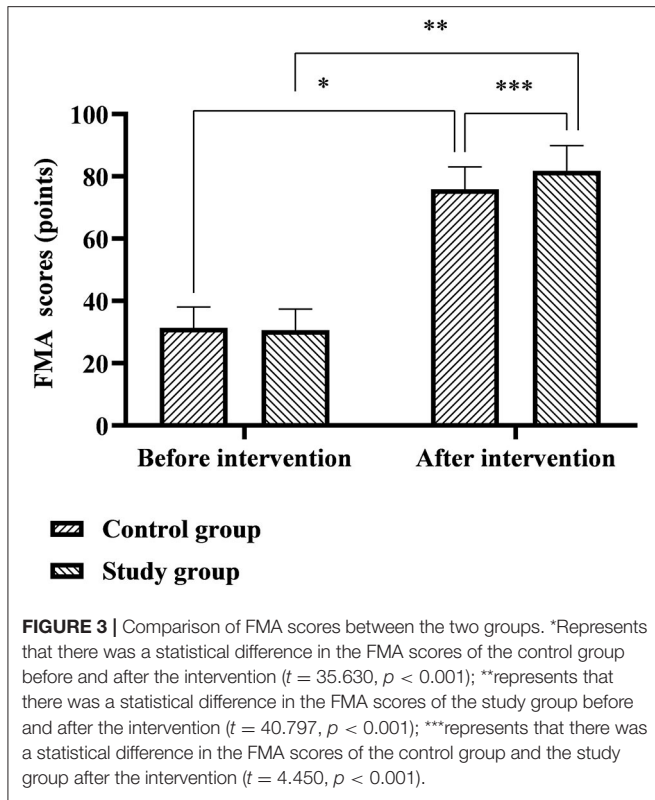 **
*
***
100
80
60
40
20
0
FMA scores (points)
Before intervention
After intervention
Control group
Study group
FIGURE 3 | Comparison of FMA scores between the two groups. *Represents
that there was a statistical difference in the FMA scores of the control group
before and after the intervention (t = 35.630, p < 0.001); **represents that
there was a statistical difference in the FMA scores of the study group before
and after the intervention (t = 40.797, p < 0.001); ***represents that there was
a statistical difference in the FMA scores of the control group and the study
group after the intervention (t = 4.450, p < 0.001).